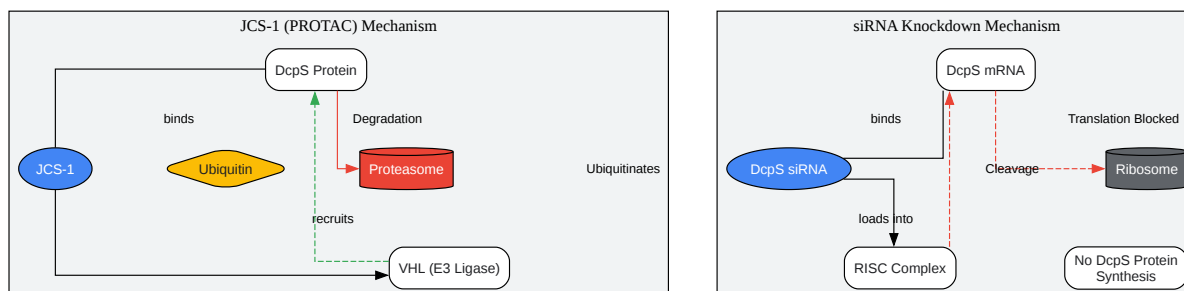 JCS-1 (PROTAC) Mechanism
DcpS Protein
binds
Degradation
JCS-1
Ubiquitin
Proteasome
Ubiquitinates
recruits
VHL (E3 Ligase)
siRNA Knockdown Mechanism
DcpS mRNA
binds
Translation Blocked
DcpS siRNA
Cleavage
Ribosome
loads into
RISC Complex
No DcpS Protein
Synthesis